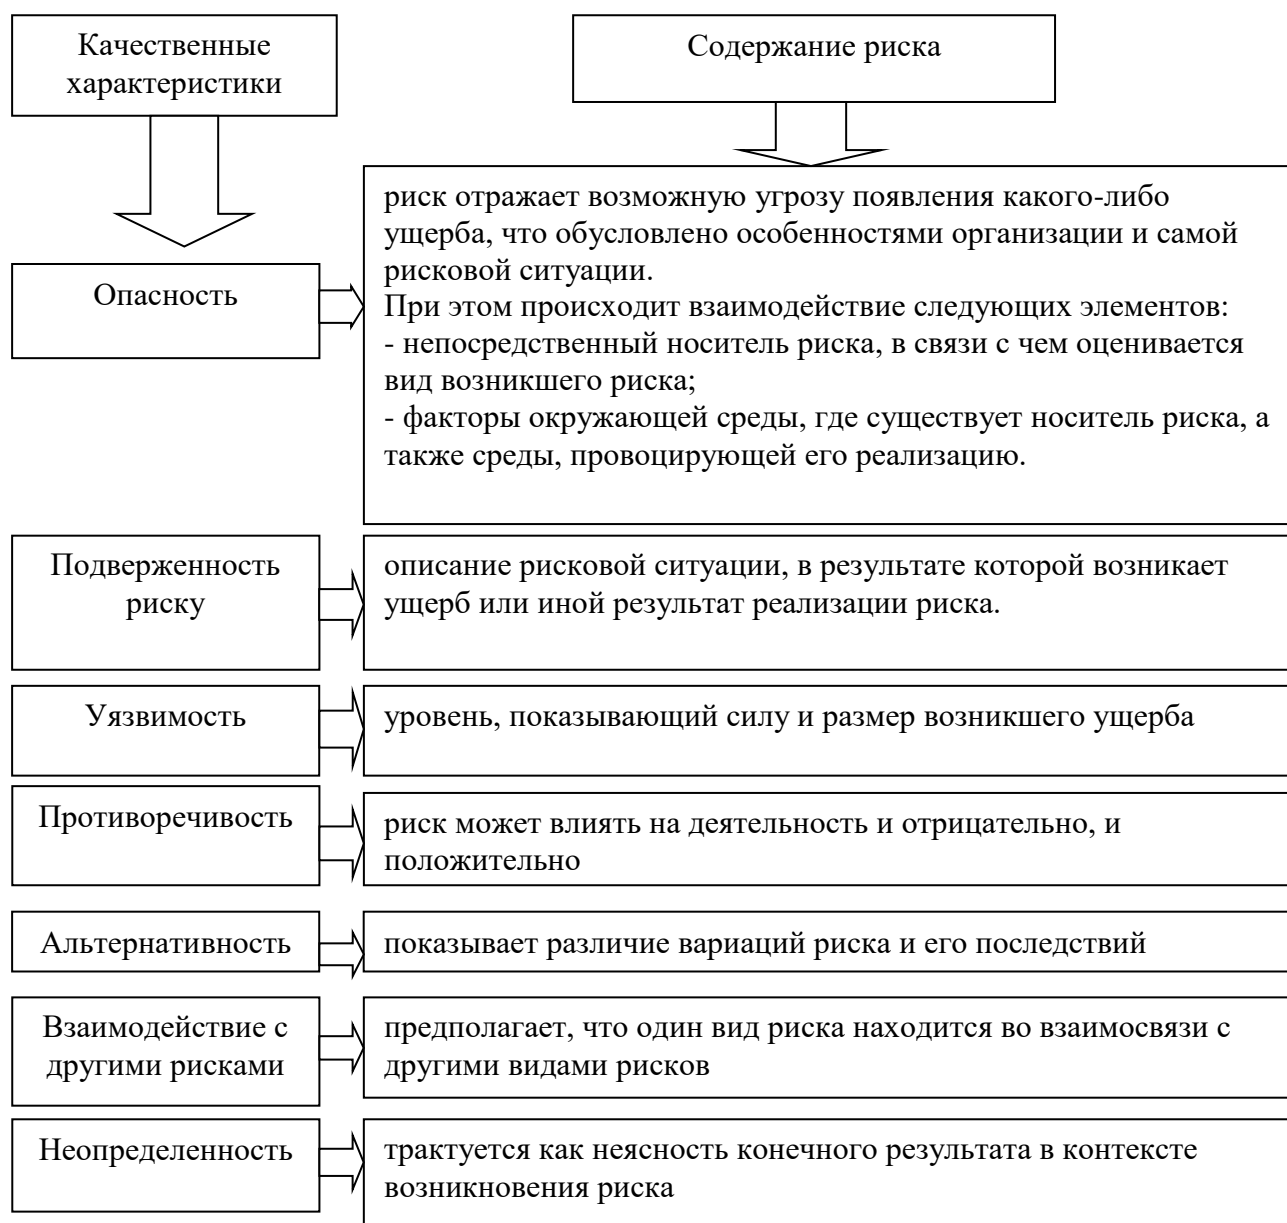 Качественные
характеристики
Содержание риска
Опасность
риск отражает возможную угрозу появления какого-либо
ущерба, что обусловлено особенностями организации и самой
рисковой ситуации.
При этом происходит взаимодействие следующих элементов:
- непосредственный носитель риска, в связи с чем оценивается
вид возникшего риска;
- факторы окружающей среды, где существует носитель риска, а
также среды, провоцирующей его реализацию.
Подверженность
риску
описание рисковой ситуации, в результате которой возникает
ущерб или иной результат реализации риска.
Уязвимость
уровень, показывающий силу и размер возникшего ущерба
Противоречивость
риск может влиять на деятельность и отрицательно, и
положительно
Альтернативность
показывает различие вариаций риска и его последствий
Взаимодействие с
другими рисками
предполагает, что один вид риска находится во взаимосвязи с
другими видами рисков
Неопределенность
трактуется как неясность конечного результата в контексте
возникновения риска